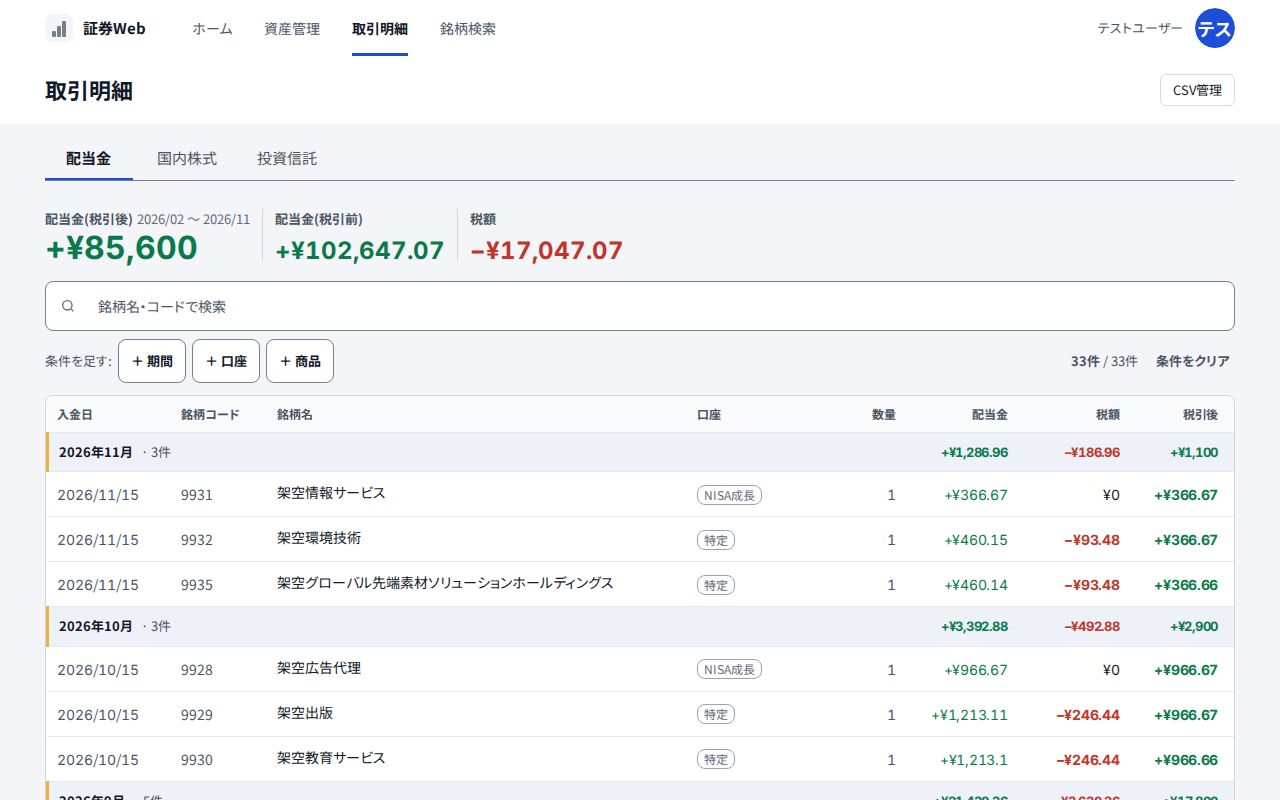 証券Web ホーム 資産管理 取引明細 銘柄検索 テストユーザー テス
取引明細 CSV管理
配当金 国内株式 投資信託
配当金(税引後) 2026/02 〜 2026/11 配当金(税引前) 税額
+¥85,600 +¥102,647.07 −¥17,047.07
銘柄名・コードで検索
条件を足す: + 期間 + 口座 + 商品 33件 / 33件 条件をクリア
入金日 銘柄コード 銘柄名 口座 数量 配当金 税額 税引後
2026年11月 · 3件 +¥1,286.96 −¥186.96 +¥1,100
2026/11/15 9931 架空情報サービス NISA成長 1 +¥366.67 ¥0 +¥366.67
2026/11/15 9932 架空環境技術 特定 1 +¥460.15 −¥93.48 +¥366.67
2026/11/15 9935 架空グローバル先端素材ソリューションホールディングス 特定 1 +¥460.14 −¥93.48 +¥366.66
2026年10月 · 3件 +¥3,392.88 −¥492.88 +¥2,900
2026/10/15 9928 架空広告代理 NISA成長 1 +¥966.67 ¥0 +¥966.67
2026/10/15 9929 架空出版 特定 1 +¥1,213.11 −¥246.44 +¥966.67
2026/10/15 9930 架空教育サービス 特定 1 +¥1,213.1 −¥246.44 +¥966.66
2026年9月